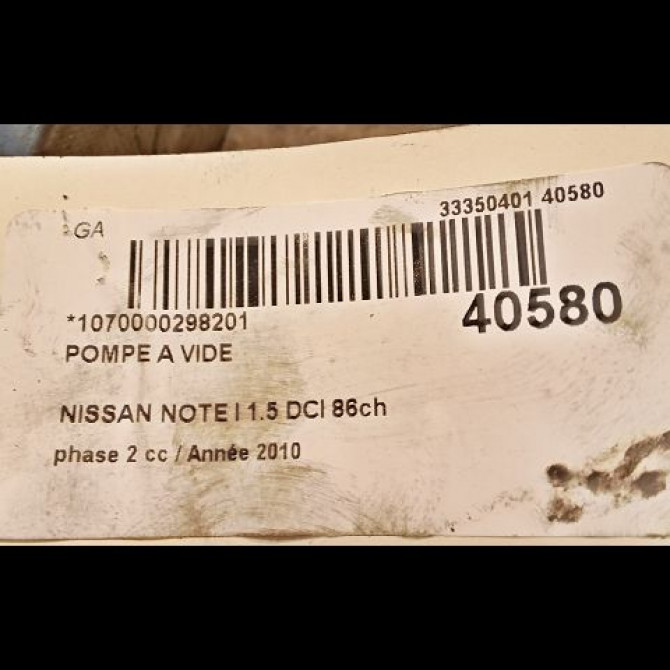 33350401 40580
GA
40580
*1070000298201
POMPE A VIDE
NISSAN NOTE I 1.5 DCI 86ch
phase 2 cc / Année 2010